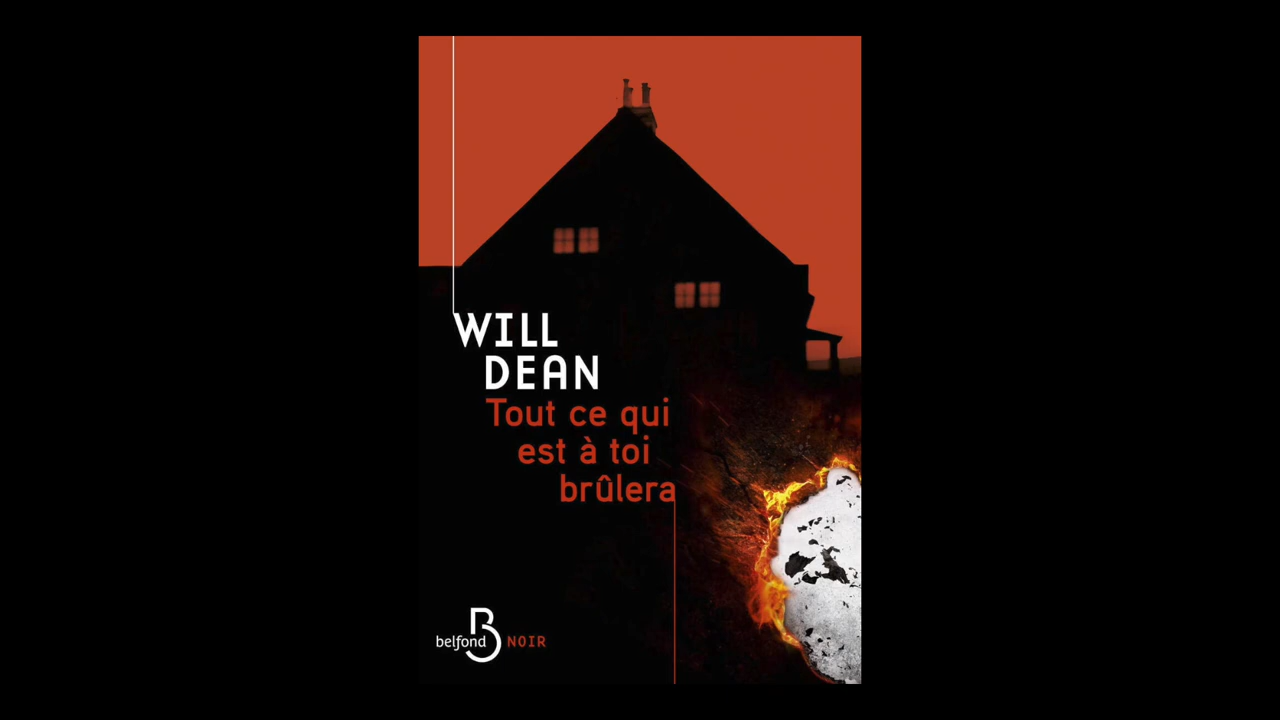 WILL
DEAN
Tout ce qui
est à toi
brûlera
belfond NOIR